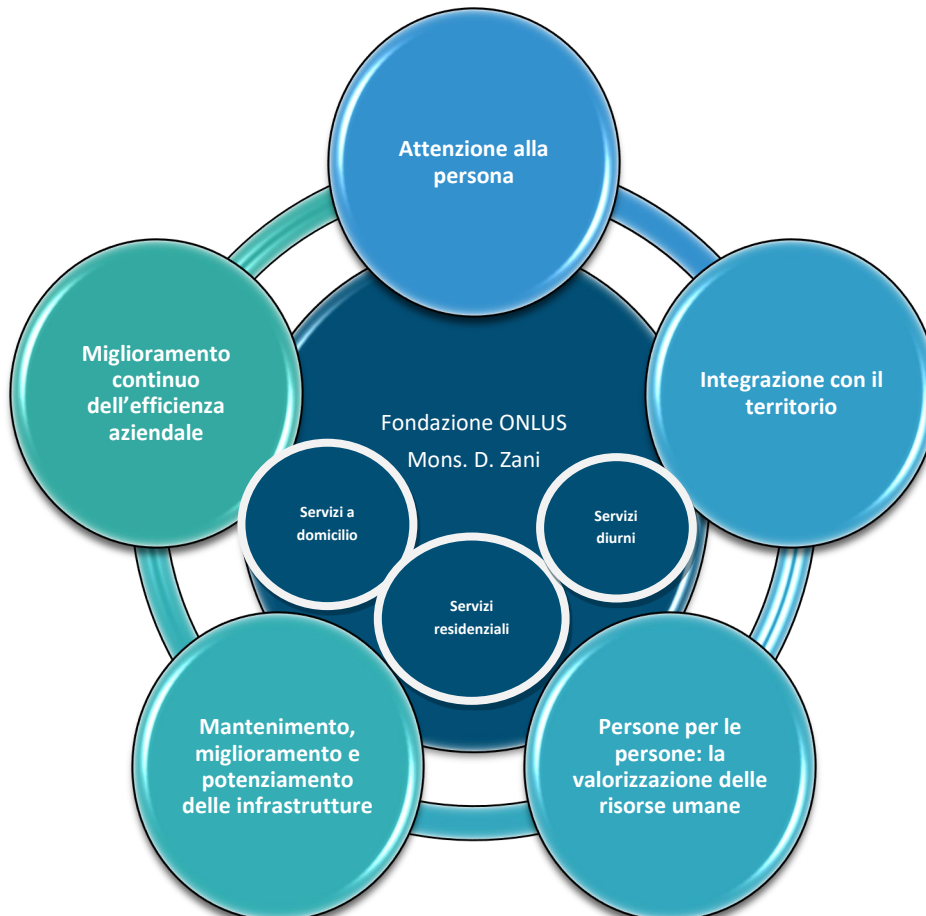 Attenzione alla
persona
Miglioramento
continuo
dell’efficienza
aziendale
Integrazione con il
territorio
Fondazione ONLUS
Mons. D. Zani
Servizi a
domicilio
Servizi
diurni
Servizi
residenziali
Mantenimento,
miglioramento e
potenziamento
delle infrastrutture
Persone per le
persone: la
valorizzazione delle
risorse umane